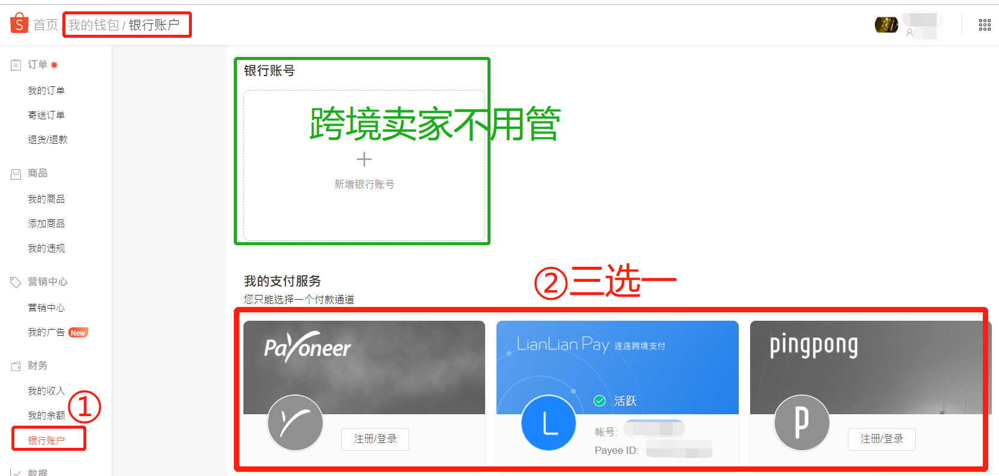 首页 / 我的钱包 / 银行账户
订单
我的订单
寄送订单
退货/退款
商品
我的商品
添加商品
我的违规
营销中心
营销中心
我的广告 New
财务
我的收入
我的余额
①
银行账户
数据
银行账号
跨境卖家不用管
新增银行账号
我的支付服务
您只能选择一个付款通道
②三选一
Payoneer
注册/登录
LianLian Pay 连连跨境支付
L
活跃
帐号:
Payee ID:
pingpong
p
注册/登录